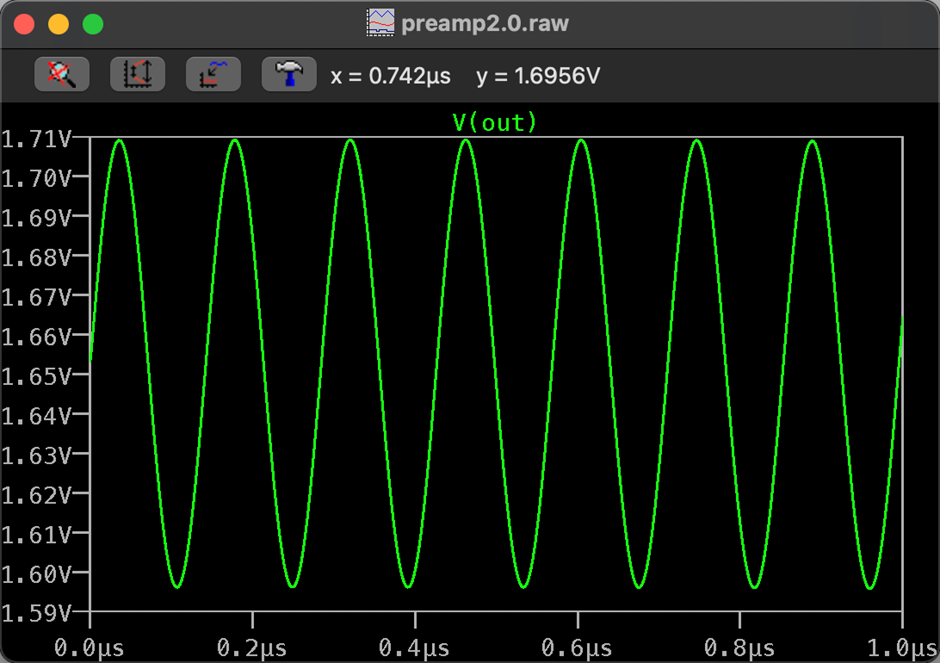 preamp2.0.raw
x = 0.742µs y = 1.6956V
V(out)
1.71V
1.70V
1.69V
1.68V
1.67V
1.66V
1.65V
1.64V
1.63V
1.62V
1.61V
1.60V
1.59V
0.0µs 0.2µs 0.4µs 0.6µs 0.8µs 1.0µs